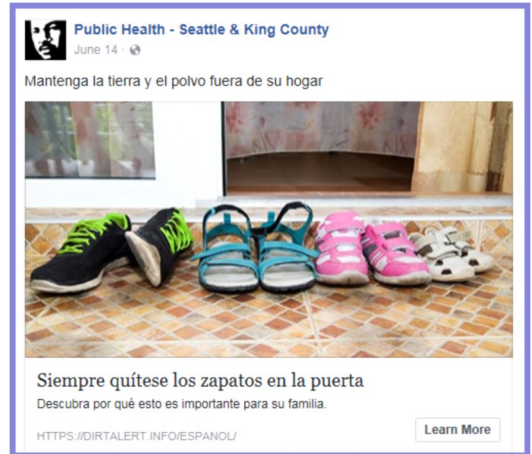 Public Health - Seattle & King County
June 14 ·
Mantenga la tierra y el polvo fuera de su hogar
Siempre quítese los zapatos en la puerta
Descubra por qué esto es importante para su familia.
HTTPS://DIRTALERT.INFO/ESPANOL/
Learn More